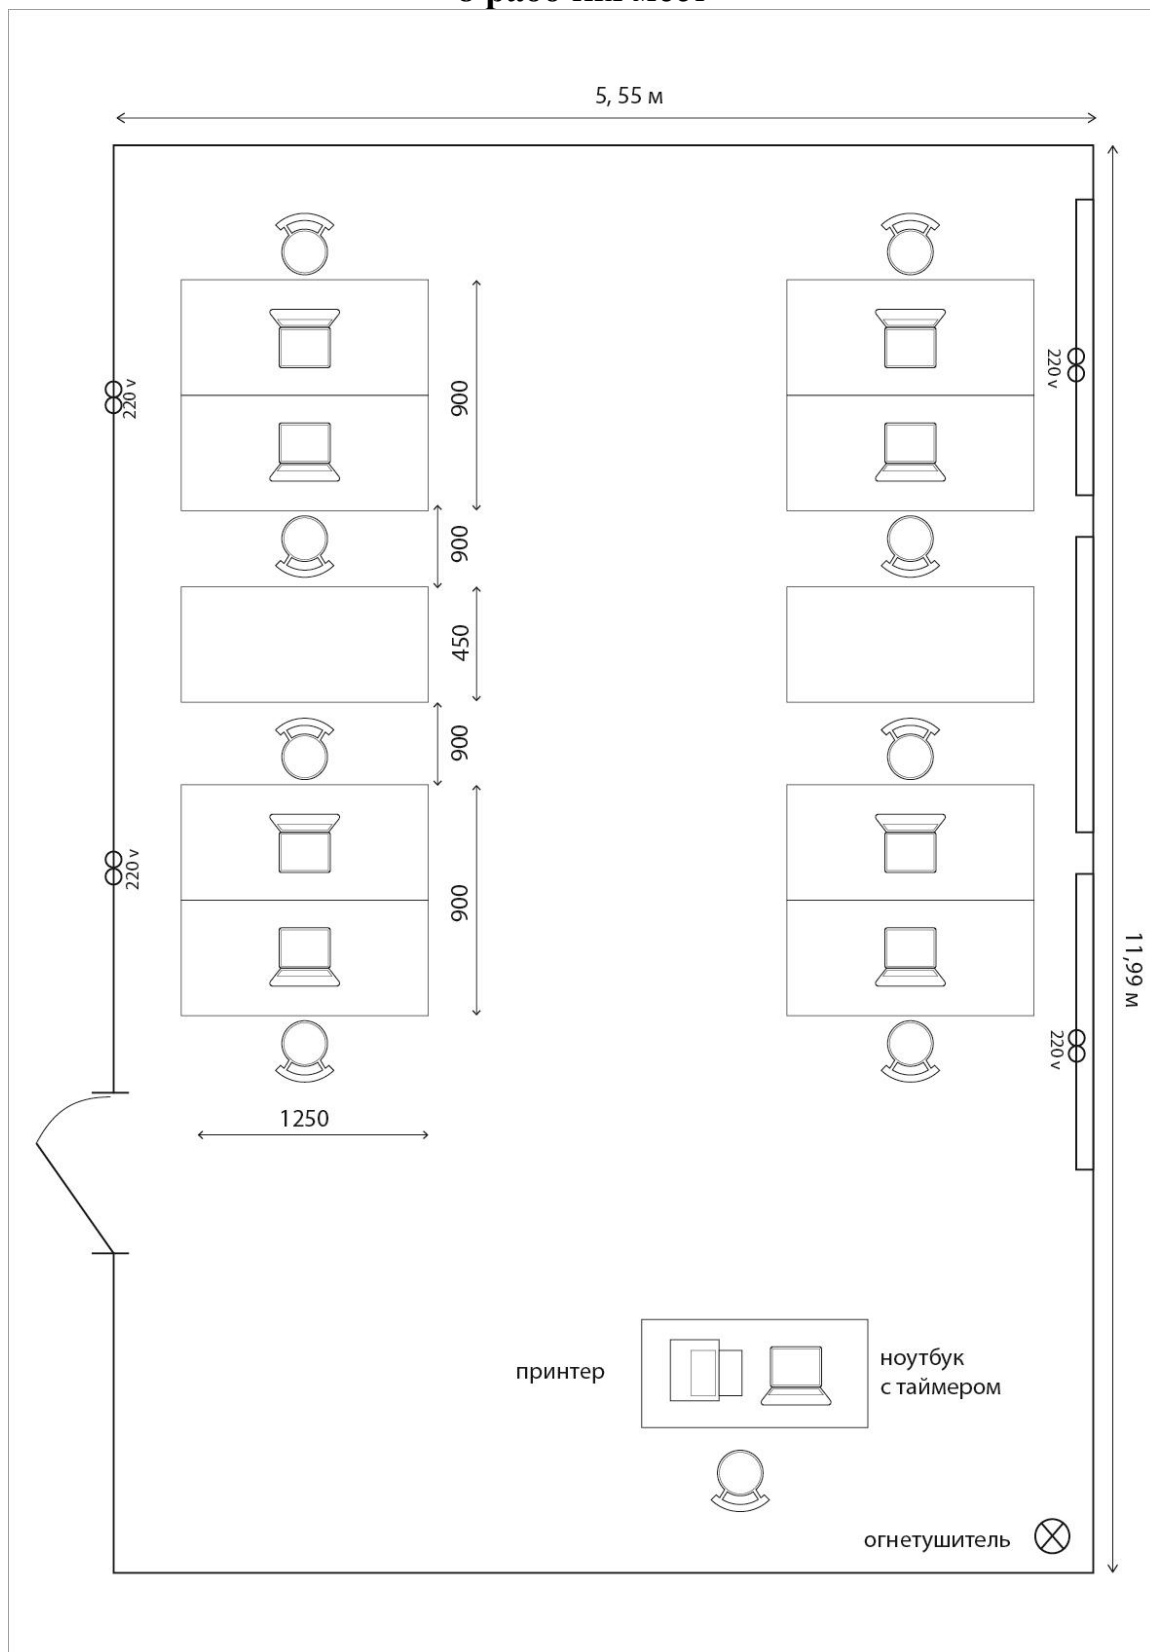 5, 55 м
220 v
900
220 v
900
450
900
220 v
900
11,99 м
220 v
1250
принтер
ноутбук
с таймером
огнетушитель